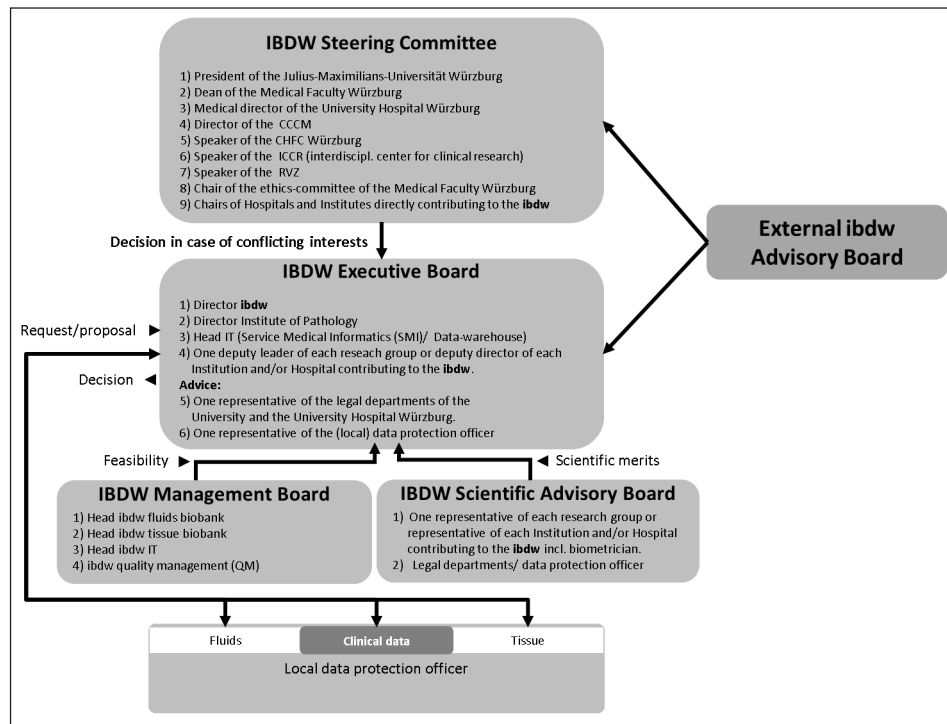 IBDW Steering Committee
1) President of the Julius-Maximilians-Universität Würzburg
2) Dean of the Medical Faculty Würzburg
3) Medical director of the University Hospital Würzburg
4) Director of the CCCM
5) Speaker of the CHFC Würzburg
6) Speaker of the ICCR (interdiscipl. center for clinical research)
7) Speaker of the RVZ
8) Chair of the ethics-committee of the Medical Faculty Würzburg
9) Chairs of Hospitals and Institutes directly contributing to the ibdw
External ibdw
Advisory Board
Decision in case of conflicting interests
IBDW Executive Board
1) Director ibdw
2) Director Institute of Pathology
3) Head IT (Service Medical Informatics (SMI)/ Data-warehouse)
4) One deputy leader of each reseach group or deputy director of each
Institution and/or Hospital contributing to the ibdw.
Advice:
5) One representative of the legal departments of the
University and the University Hospital Würzburg.
6) One representative of the (local) data protection officer
Request/proposal
Decision
Feasibility
Scientific merits
IBDW Management Board
1) Head ibdw fluids biobank
2) Head ibdw tissue biobank
3) Head ibdw IT
4) ibdw quality management (QM)
IBDW Scientific Advisory Board
1) One representative of each research group or
representative of each Institution and/or Hospital
contributing to the ibdw incl. biometrician.
2) Legal departments/ data protection officer
Fluids
Clinical data
Tissue
Local data protection officer